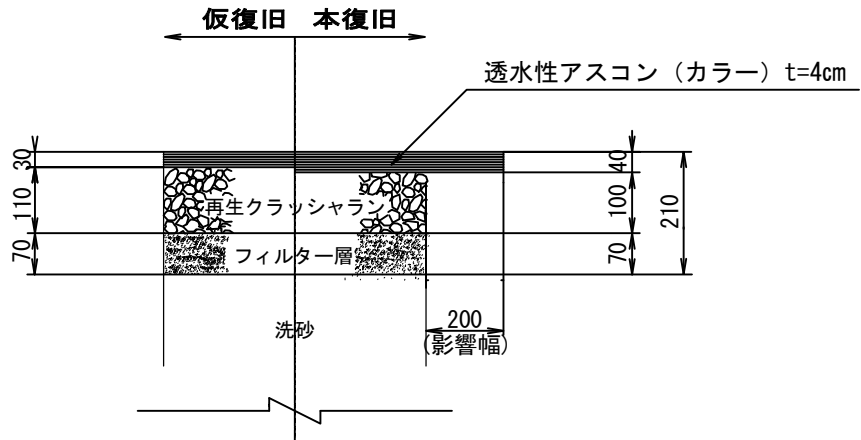 仮復旧 本復旧
透水性アスコン（カラー）t=4cm
30
40
110
再生クラッシャラン
100
210
70
フィルター層
70
洗砂
200
(影響幅)